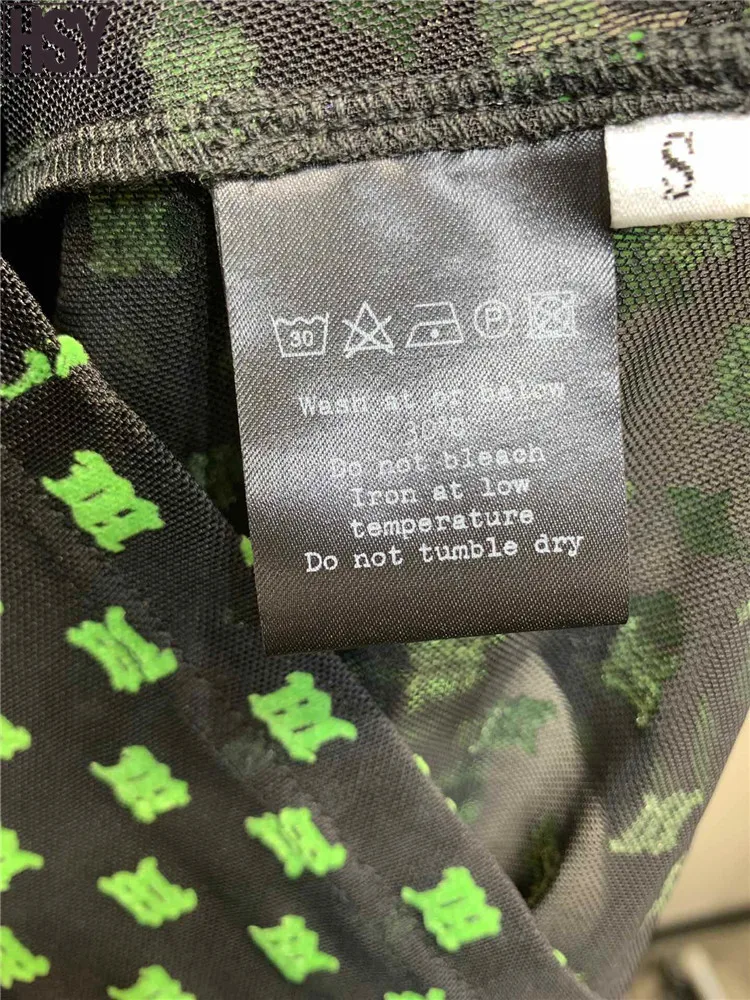 HSY
S
30
P
Wash at or below
30°C
Do not bleach
Iron at low
temperature
Do not tumble dry